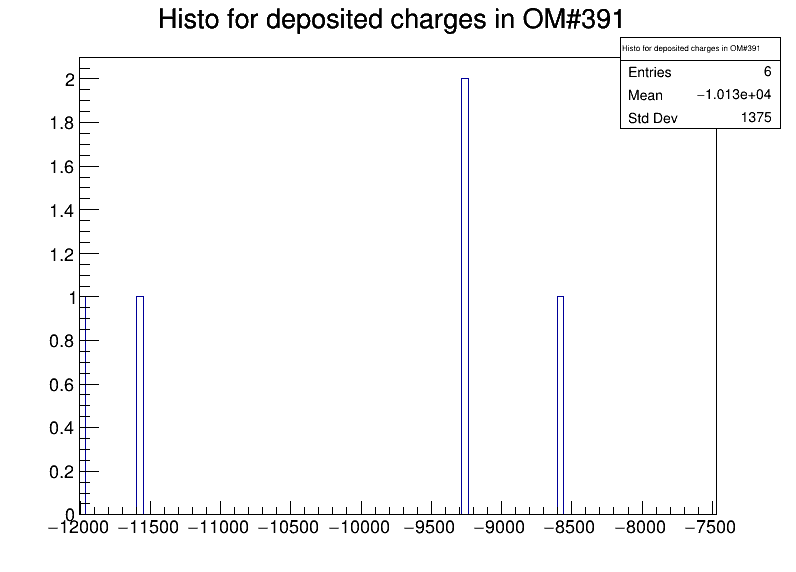 Histo for deposited charges in OM#391
Histo for deposited charges in OM#391
Entries 6
Mean −1.013e+04
Std Dev 1375
2
1.8
1.6
1.4
1.2
1
0.8
0.6
0.4
0.2
0
−12000 −11500 −11000 −10500 −10000 −9500 −9000 −8500 −8000 −7500